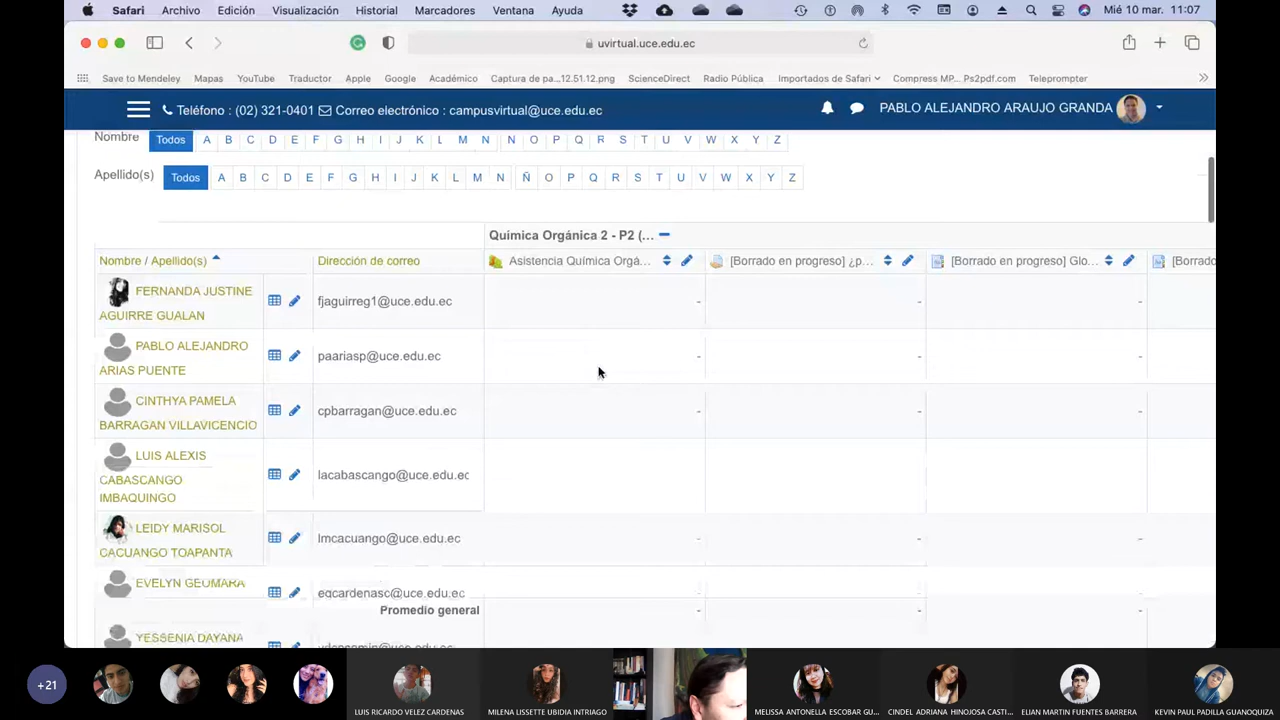 Safari Archivo Edición Visualización Historial Marcadores Ventana Ayuda Mié 10 mar. 11:07
uvirtual.uce.edu.ec
Save to Mendeley Mapas YouTube Traductor Apple Google Académico Captura de pa...12.51.12.png ScienceDirect Radio Pública Importados de Safari Compress MP... Ps2pdf.com Teleprompter
Teléfono : (02) 321-0401 Correo electrónico : campusvirtual@uce.edu.ec PABLO ALEJANDRO ARAUJO GRANDA
Nombre Todos A B C D E F G H I J K L M N N O P Q R S T U V W X Y Z
Apellido(s) Todos A B C D E F G H I J K L M N Ñ O P Q R S T U V W X Y Z
Química Orgánica 2 - P2 (...
Nombre / Apellido(s) Dirección de correo Asistencia Química Orgá... [Borrado en progreso] ¿p... [Borrado en progreso] Glo... [Borrado
FERNANDA JUSTINE
AGUIRRE GUALAN
fjaguirreg1@uce.edu.ec - - -
PABLO ALEJANDRO
ARIAS PUENTE
paariasp@uce.edu.ec - - -
CINTHYA PAMELA
BARRAGAN VILLAVICENCIO
cpbarragan@uce.edu.ec - - -
LUIS ALEXIS
CABASCANGO
IMBAQUINGO
lacabascango@uce.edu.ec
LEIDY MARISOL
CACUANGO TOAPANTA
lmcacuango@uce.edu.ec - - -
EVELYN GEOMARA
egcardenasc@uce.edu.ec - - -
Promedio general - - -
YESSENIA DAYANA
+21 LUIS RICARDO VELEZ CARDENAS MILENA LISSETTE UBIDIA INTRIAGO MELISSA ANTONELLA ESCOBAR GU... CINDEL ADRIANA HINOJOSA CASTI... ELIAN MARTIN FUENTES BARRERA KEVIN PAUL PADILLA GUANOQUIZA